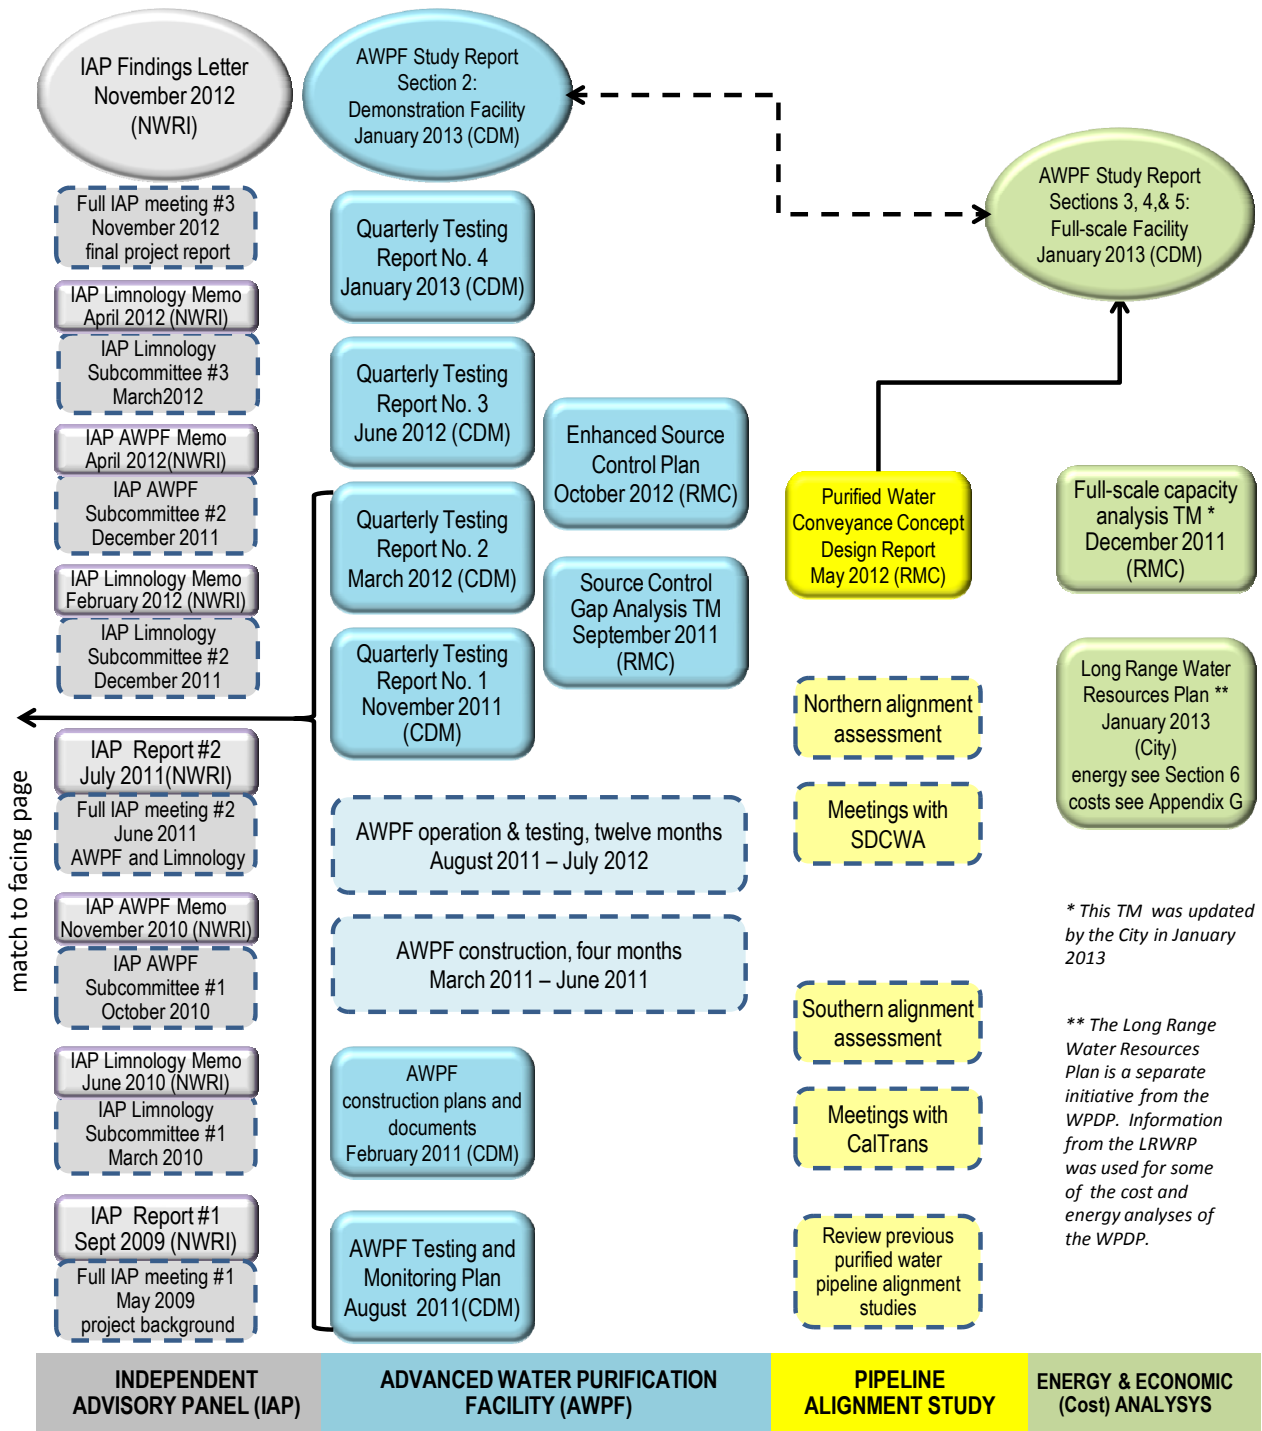 IAP Findings Letter
November 2012
(NWRI)
Full IAP meeting #3
November 2012
final project report
IAP Limnology Memo
April 2012 (NWRI)
IAP Limnology
Subcommittee #3
March2012
IAP AWPF Memo
April 2012(NWRI)
IAP AWPF
Subcommittee #2
December 2011
IAP Limnology Memo
February 2012 (NWRI)
IAP Limnology
Subcommittee #2
December 2011
match to facing page
IAP Report #2
July 2011(NWRI)
Full IAP meeting #2
June 2011
AWPF and Limnology
IAP AWPF Memo
November 2010 (NWRI)
IAP AWPF
Subcommittee #1
October 2010
IAP Limnology Memo
June 2010 (NWRI)
IAP Limnology
Subcommittee #1
March 2010
IAP Report #1
Sept 2009 (NWRI)
Full IAP meeting #1
May 2009
project background
INDEPENDENT
ADVISORY PANEL (IAP)
AWPF Study Report
Section 2:
Demonstration Facility
January 2013 (CDM)
Quarterly Testing
Report No. 4
January 2013 (CDM)
Quarterly Testing
Report No. 3
June 2012 (CDM)
Quarterly Testing
Report No. 2
March 2012 (CDM)
Quarterly Testing
Report No. 1
November 2011
(CDM)
Enhanced Source
Control Plan
October 2012 (RMC)
Source Control
Gap Analysis TM
September 2011
(RMC)
AWPF operation & testing, twelve months
August 2011 – July 2012
AWPF construction, four months
March 2011 – June 2011
AWPF
construction plans and
documents
February 2011 (CDM)
AWPF Testing and
Monitoring Plan
August 2011(CDM)
ADVANCED WATER PURIFICATION
FACILITY (AWPF)
Purified Water
Conveyance Concept
Design Report
May 2012 (RMC)
Northern alignment
assessment
Meetings with
SDCWA
Southern alignment
assessment
Meetings with
CalTrans
Review previous
purified water
pipeline alignment
studies
PIPELINE
ALIGNMENT STUDY
AWPF Study Report
Sections 3, 4,& 5:
Full-scale Facility
January 2013 (CDM)
Full-scale capacity
analysis TM *
December 2011
(RMC)
Long Range Water
Resources Plan **
January 2013
(City)
energy see Section 6
costs see Appendix G
* This TM was updated
by the City in January
2013
** The Long Range
Water Resources
Plan is a separate
initiative from the
WPDP. Information
from the LRWRP
was used for some
of the cost and
energy analyses of
the WPDP.
ENERGY & ECONOMIC
(Cost) ANALYSYS